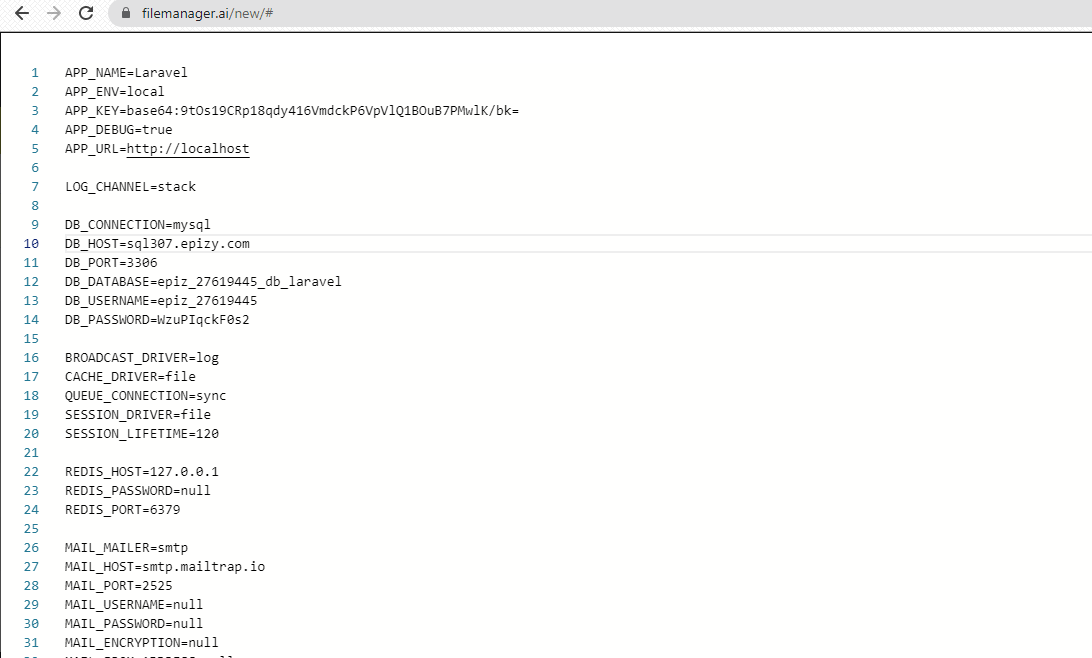 filemanager.ai/new/#
1 APP_NAME=Laravel
2 APP_ENV=local
3 APP_KEY=base64:9tOs19CRp18qdy416VmdckP6VpVlQ1BOuB7PMwlK/bk=
4 APP_DEBUG=true
5 APP_URL=http://localhost
6
7 LOG_CHANNEL=stack
8
9 DB_CONNECTION=mysql
10 DB_HOST=sql307.epizy.com
11 DB_PORT=3306
12 DB_DATABASE=epiz_27619445_db_laravel
13 DB_USERNAME=epiz_27619445
14 DB_PASSWORD=WzuPIqckF0s2
15
16 BROADCAST_DRIVER=log
17 CACHE_DRIVER=file
18 QUEUE_CONNECTION=sync
19 SESSION_DRIVER=file
20 SESSION_LIFETIME=120
21
22 REDIS_HOST=127.0.0.1
23 REDIS_PASSWORD=null
24 REDIS_PORT=6379
25
26 MAIL_MAILER=smtp
27 MAIL_HOST=smtp.mailtrap.io
28 MAIL_PORT=2525
29 MAIL_USERNAME=null
30 MAIL_PASSWORD=null
31 MAIL_ENCRYPTION=null